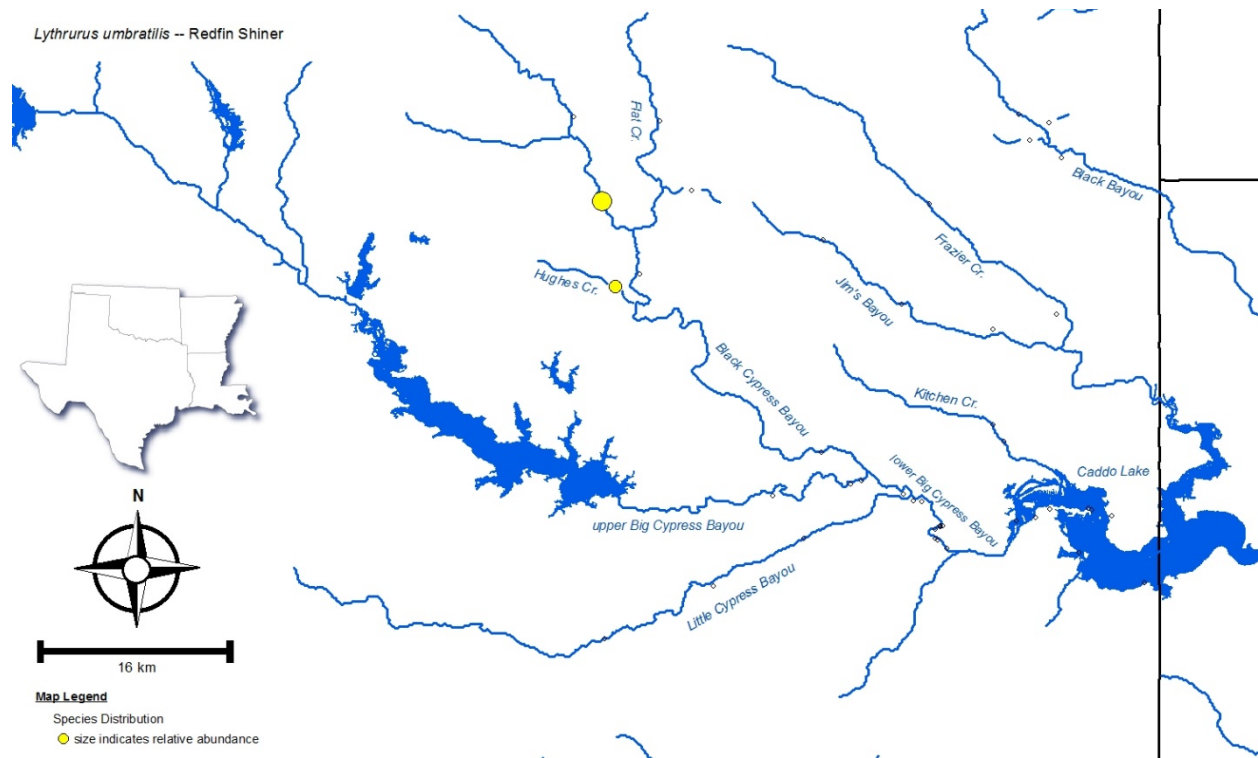 Lythrurus umbratilis -- Redfin Shiner
Flat Cr.
Black Bayou
Frazier Cr.
Hughes Cr.
Jim's Bayou
Black Cypress Bayou
Kitchen Cr.
Caddo Lake
lower Big Cypress Bayou
upper Big Cypress Bayou
Little Cypress Bayou
N
16 km
Map Legend
Species Distribution
size indicates relative abundance